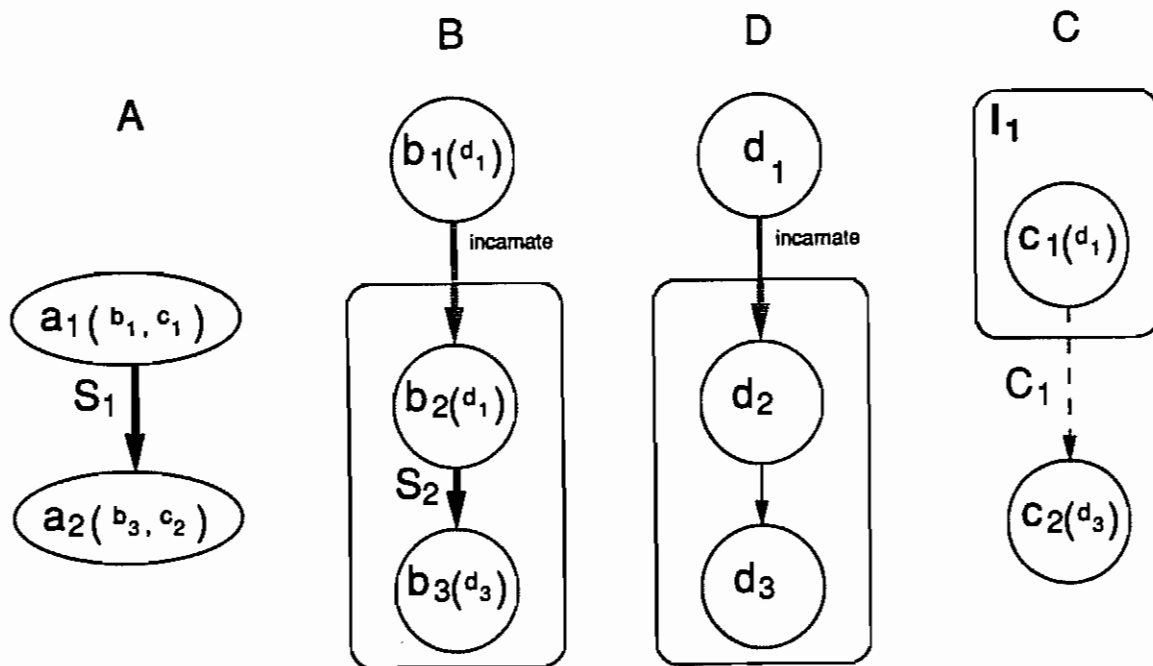 A
a1(b1, c1)
S1
a2(b3, c2)
B
b1(d1)
incarnate
b2(d1)
S2
b3(d3)
D
d1
incarnate
d2
d3
C
I1
c1(d1)
C1
c2(d3)